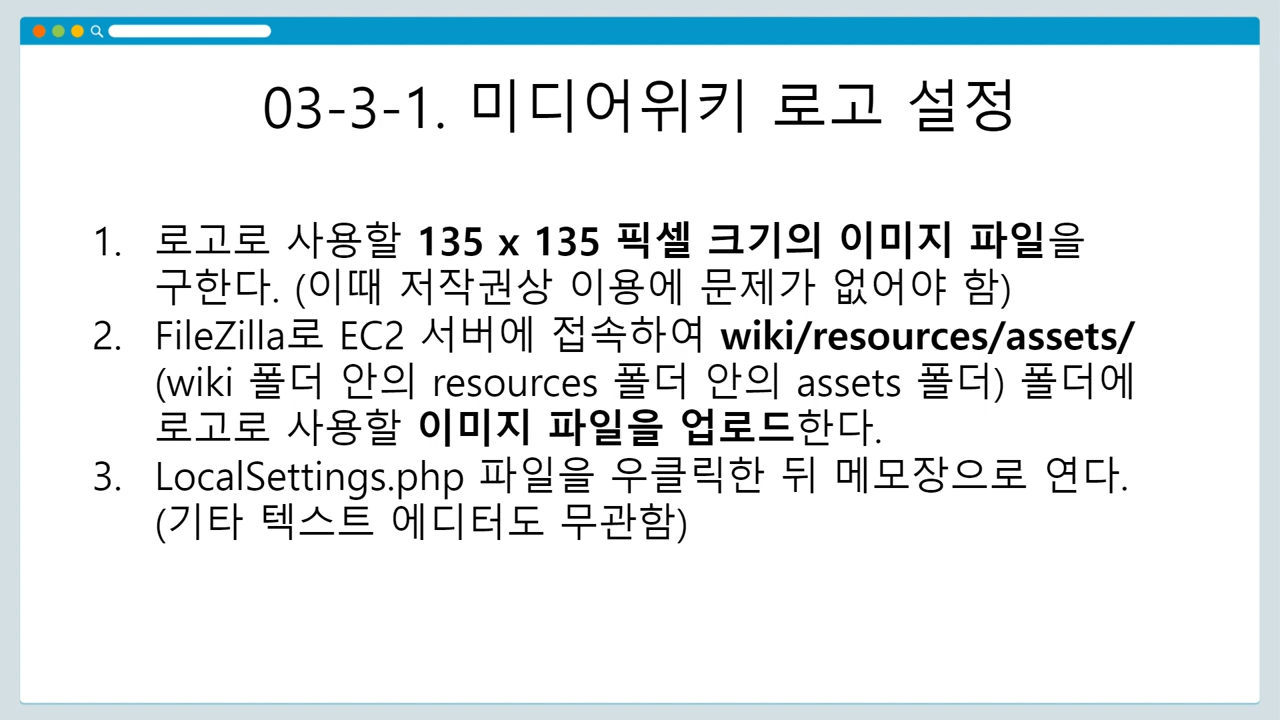 03-3-1. 미디어위키 로고 설정
1. 로고로 사용할 135 x 135 픽셀 크기의 이미지 파일을
구한다. (이때 저작권상 이용에 문제가 없어야 함)
2. FileZilla로 EC2 서버에 접속하여 wiki/resources/assets/
(wiki 폴더 안의 resources 폴더 안의 assets 폴더) 폴더에
로고로 사용할 이미지 파일을 업로드한다.
3. LocalSettings.php 파일을 우클릭한 뒤 메모장으로 연다.
(기타 텍스트 에디터도 무관함)